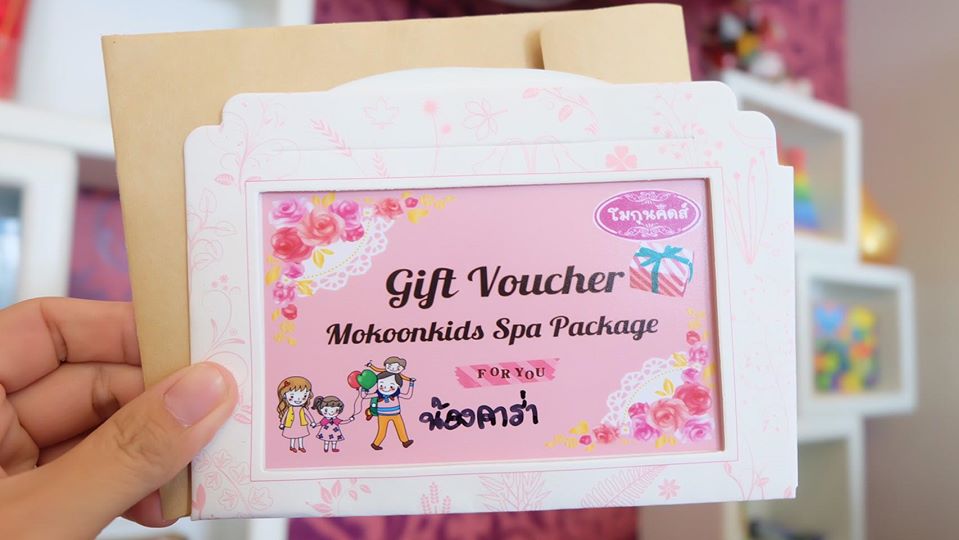 โมกุนคิดส์
Gift Voucher
Mokoonkids Spa Package
FOR YOU
น้องคาร่า